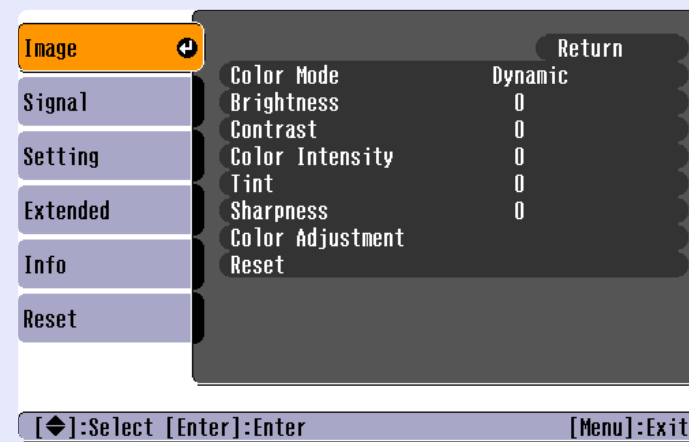 Image
Signal
Setting
Extended
Info
Reset
Return
Color Mode Dynamic
Brightness 0
Contrast 0
Color Intensity 0
Tint 0
Sharpness 0
Color Adjustment
Reset
[◆]:Select [Enter]:Enter [Menu]:Exit